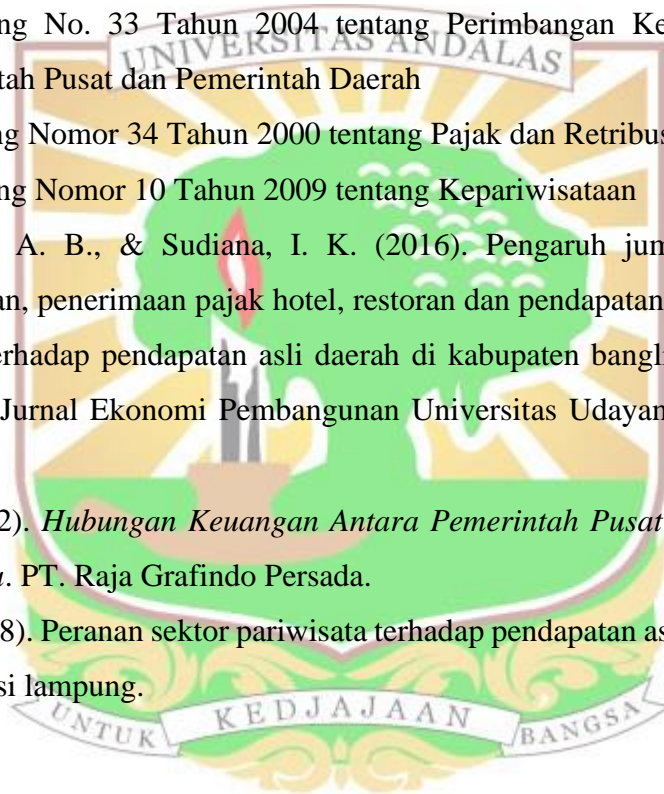 ng No. 33 Tahun 2004 tentang Perimbangan Ke
UNIVERSITAS ANDALAS
tah Pusat dan Pemerintah Daerah
ng Nomor 34 Tahun 2000 tentang Pajak dan Retribus
ng Nomor 10 Tahun 2009 tentang Kepariwisataan
A. B., & Sudiana, I. K. (2016). Pengaruh jum
an, penerimaan pajak hotel, restoran dan pendapatan
erhadap pendapatan asli daerah di kabupaten bangli
Jurnal Ekonomi Pembangunan Universitas Udayan
2). Hubungan Keuangan Antara Pemerintah Pusat
. PT. Raja Grafindo Persada.
8). Peranan sektor pariwisata terhadap pendapatan as
si lampung.
UNTUK KEDJAJAAN BANGSA